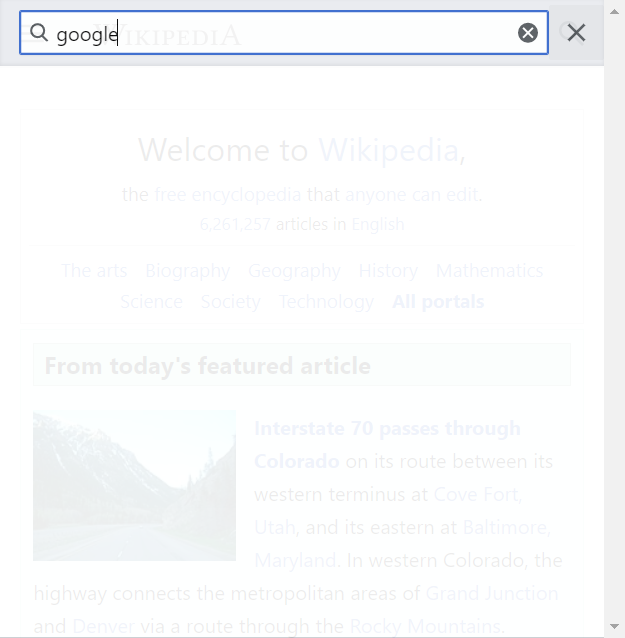 google WIKIPEDIA
Welcome to Wikipedia,
the free encyclopedia that anyone can edit.
6,261,257 articles in English
The arts Biography Geography History Mathematics
Science Society Technology All portals
From today's featured article
Interstate 70 passes through
Colorado on its route between its
western terminus at Cove Fort,
Utah, and its eastern at Baltimore,
Maryland. In western Colorado, the
highway connects the metropolitan areas of Grand Junction
and Denver via a route through the Rocky Mountains.